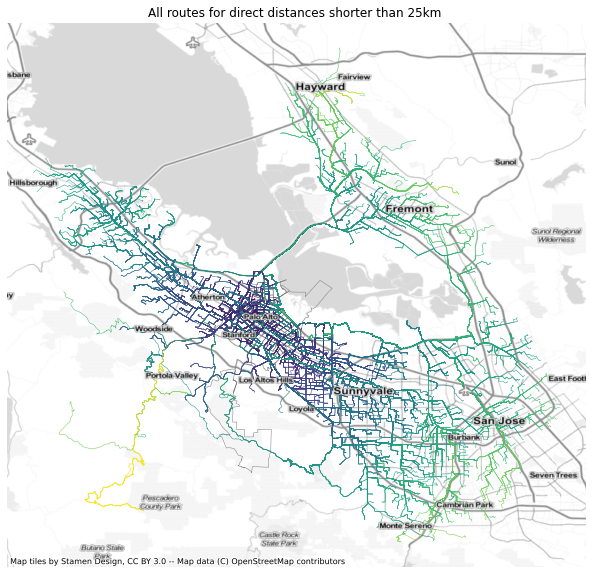 All routes for direct distances shorter than 25km
sbane
Hayward
Fairview
Sunol
Hillsborough
Fremont
Sunol Regional
Wilderness
Atherton
Palo Alto
Woodside
Stanford
Portola Valley
Los Altos Hills
East Foot
Sunnyvale
Loyola
San Jose
Burbank
Seven Trees
Pescadero
County Park
Cambrian Park
Monte Sereno
Castle Rock
State Park
Butano State
Park
Map tiles by Stamen Design, CC BY 3.0 -- Map data (C) OpenStreetMap contributors